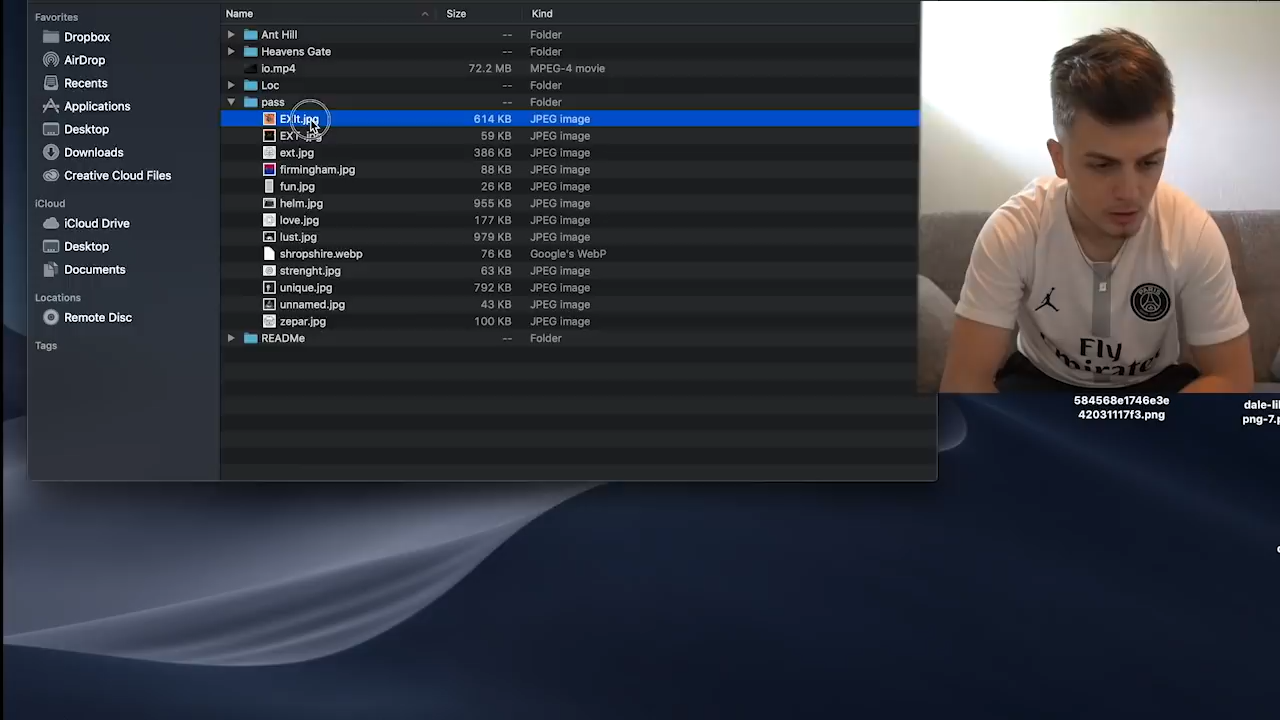 Favorites
Dropbox
AirDrop
Recents
Applications
Desktop
Downloads
Creative Cloud Files
iCloud
iCloud Drive
Desktop
Documents
Locations
Remote Disc
Tags
Name Size Kind
Ant Hill -- Folder
Heavens Gate -- Folder
io.mp4 72.2 MB MPEG-4 movie
Loc -- Folder
pass -- Folder
EXIt.jpg 614 KB JPEG image
59 KB JPEG image
ext.jpg 386 KB JPEG image
firmingham.jpg 88 KB JPEG image
fun.jpg 26 KB JPEG image
helm.jpg 955 KB JPEG image
love.jpg 177 KB JPEG image
lust.jpg 979 KB JPEG image
shropshire.webp 76 KB Google's WebP
strenght.jpg 63 KB JPEG image
unique.jpg 792 KB JPEG image
unnamed.jpg 43 KB JPEG image
zepar.jpg 100 KB JPEG image
READMe -- Folder
PARIS
Fly
Emirates
584568e1746e3e
42031117f3.png
dale-li
png-7.p